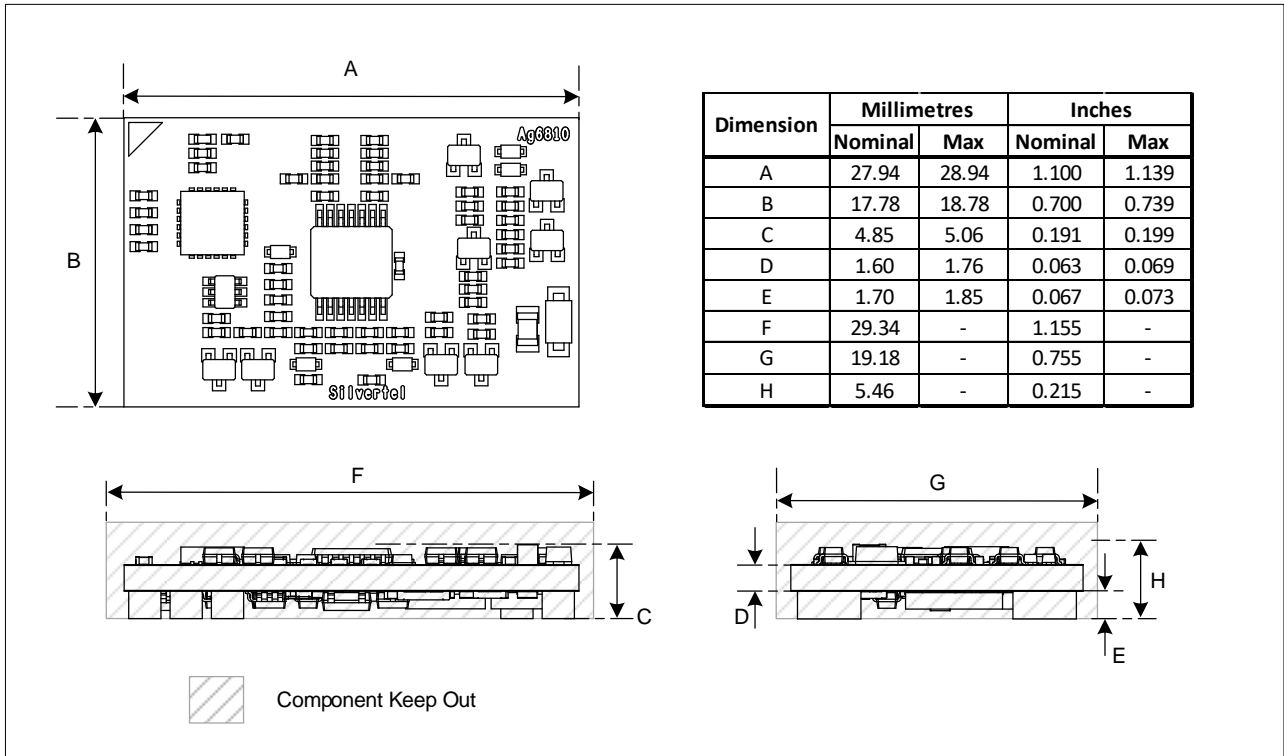 A
B
Ag6810
Silvertel
Dimension Millimetres Inches
Nominal Max Nominal Max
A 27.94 28.94 1.100 1.139
B 17.78 18.78 0.700 0.739
C 4.85 5.06 0.191 0.199
D 1.60 1.76 0.063 0.069
E 1.70 1.85 0.067 0.073
F 29.34 - 1.155 -
G 19.18 - 0.755 -
H 5.46 - 0.215 -
F
C
G
D
H
E
Component Keep Out